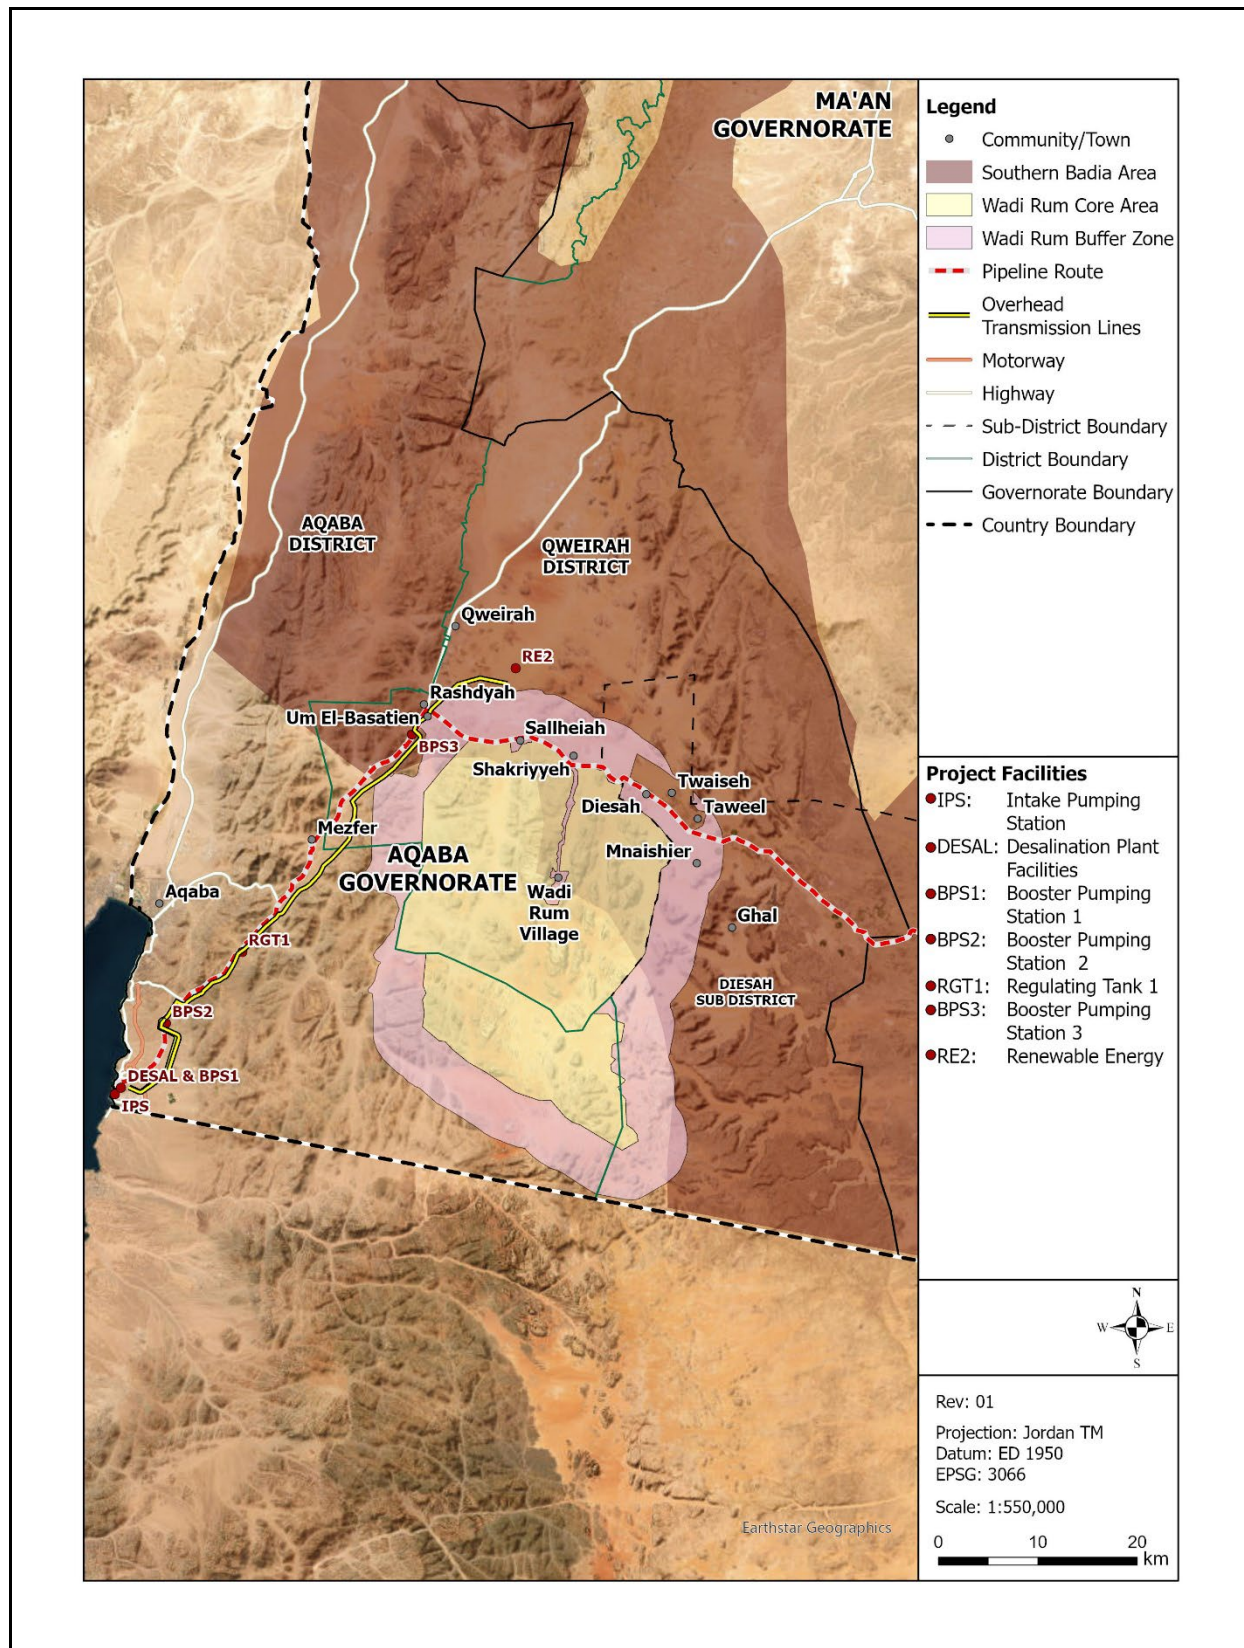 MA'AN
GOVERNORATE
AQABA
DISTRICT
QWEIRAH
DISTRICT
Qweirah
RE2
Rashdyah
Um El-Basatien
BPS3
Sallheiah
Shakriyyeh
Twaiseh
Diesah
Taweel
Mezfer
AQABA
GOVERNORATE
Mnaishier
Wadi
Rum
Village
Aqaba
Ghal
RGT1
DIESAH
SUB DISTRICT
BPS2
DESAL & BPS1
IPS
Earthstar Geographics
Legend
Community/Town
Southern Badia Area
Wadi Rum Core Area
Wadi Rum Buffer Zone
Pipeline Route
Overhead
Transmission Lines
Motorway
Highway
Sub-District Boundary
District Boundary
Governorate Boundary
Country Boundary
Project Facilities
IPS: Intake Pumping
Station
DESAL: Desalination Plant
Facilities
BPS1: Booster Pumping
Station 1
BPS2: Booster Pumping
Station 2
RGT1: Regulating Tank 1
BPS3: Booster Pumping
Station 3
RE2: Renewable Energy
N
W E
S
Rev: 01
Projection: Jordan TM
Datum: ED 1950
EPSG: 3066
Scale: 1:550,000
0 10 20
km